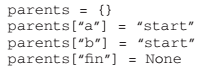 parents = {}
parents[“a”] = “start”
parents[“b”] = “start”
parents[“fin”] = None